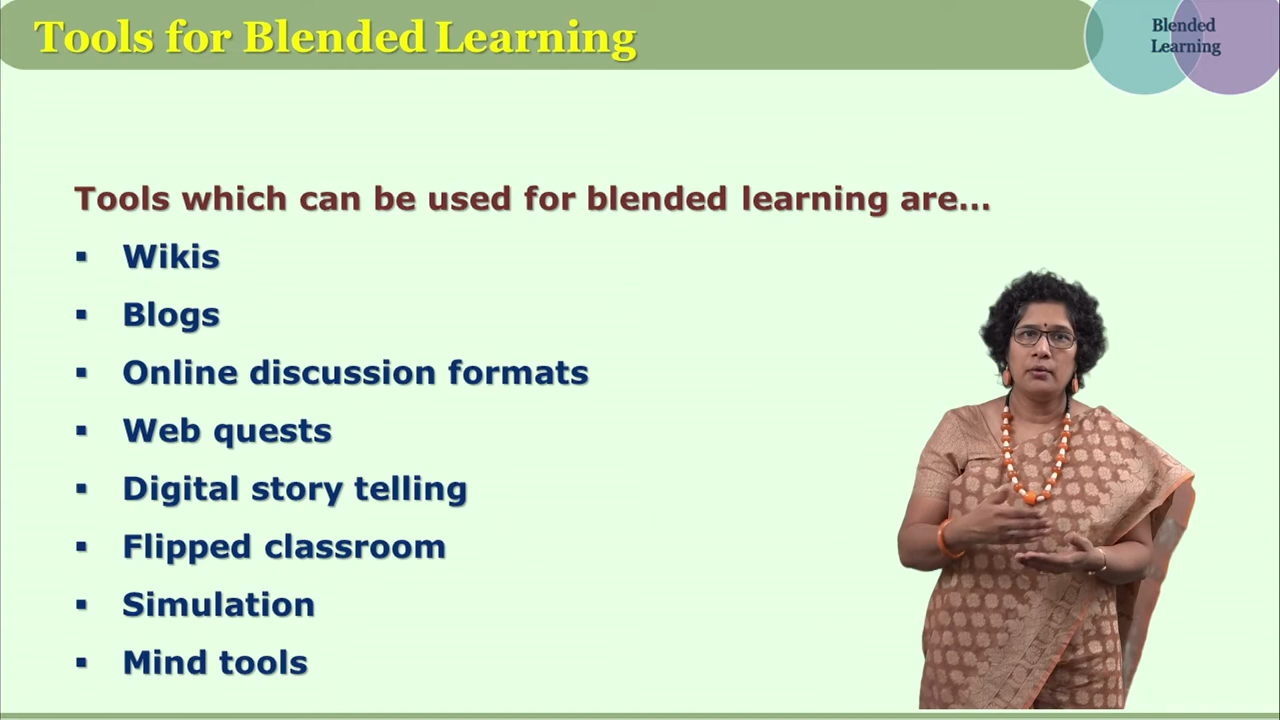 Tools for Blended Learning
Blended
Learning
Tools which can be used for blended learning are...
▪ Wikis
▪ Blogs
▪ Online discussion formats
▪ Web quests
▪ Digital story telling
▪ Flipped classroom
▪ Simulation
▪ Mind tools